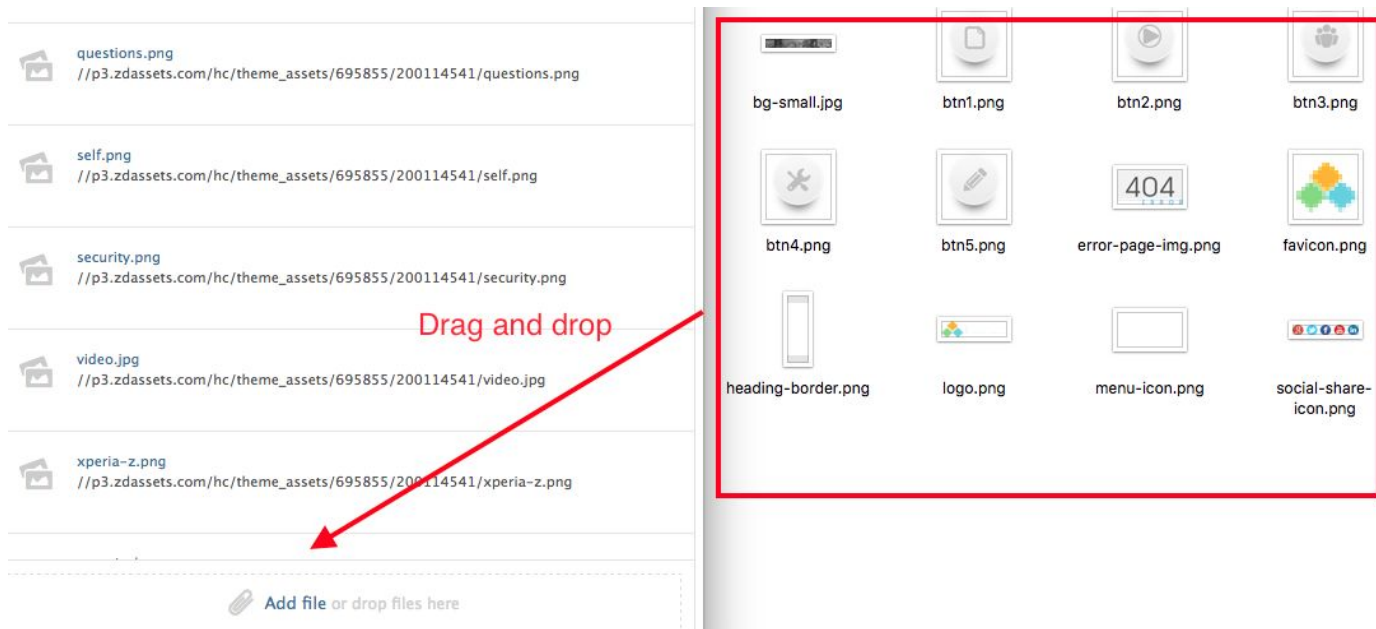 questions.png
//p3.zdassets.com/hc/theme_assets/695855/200114541/questions.png
self.png
//p3.zdassets.com/hc/theme_assets/695855/200114541/self.png
security.png
//p3.zdassets.com/hc/theme_assets/695855/200114541/security.png
Drag and drop
video.jpg
//p3.zdassets.com/hc/theme_assets/695855/200114541/video.jpg
xperia-z.png
//p3.zdassets.com/hc/theme_assets/695855/200114541/xperia-z.png
Add file or drop files here
bg-small.jpg
btn1.png
btn2.png
btn3.png
404
ERROR
btn4.png
btn5.png
error-page-img.png
favicon.png
heading-border.png
logo.png
menu-icon.png
social-share-
icon.png